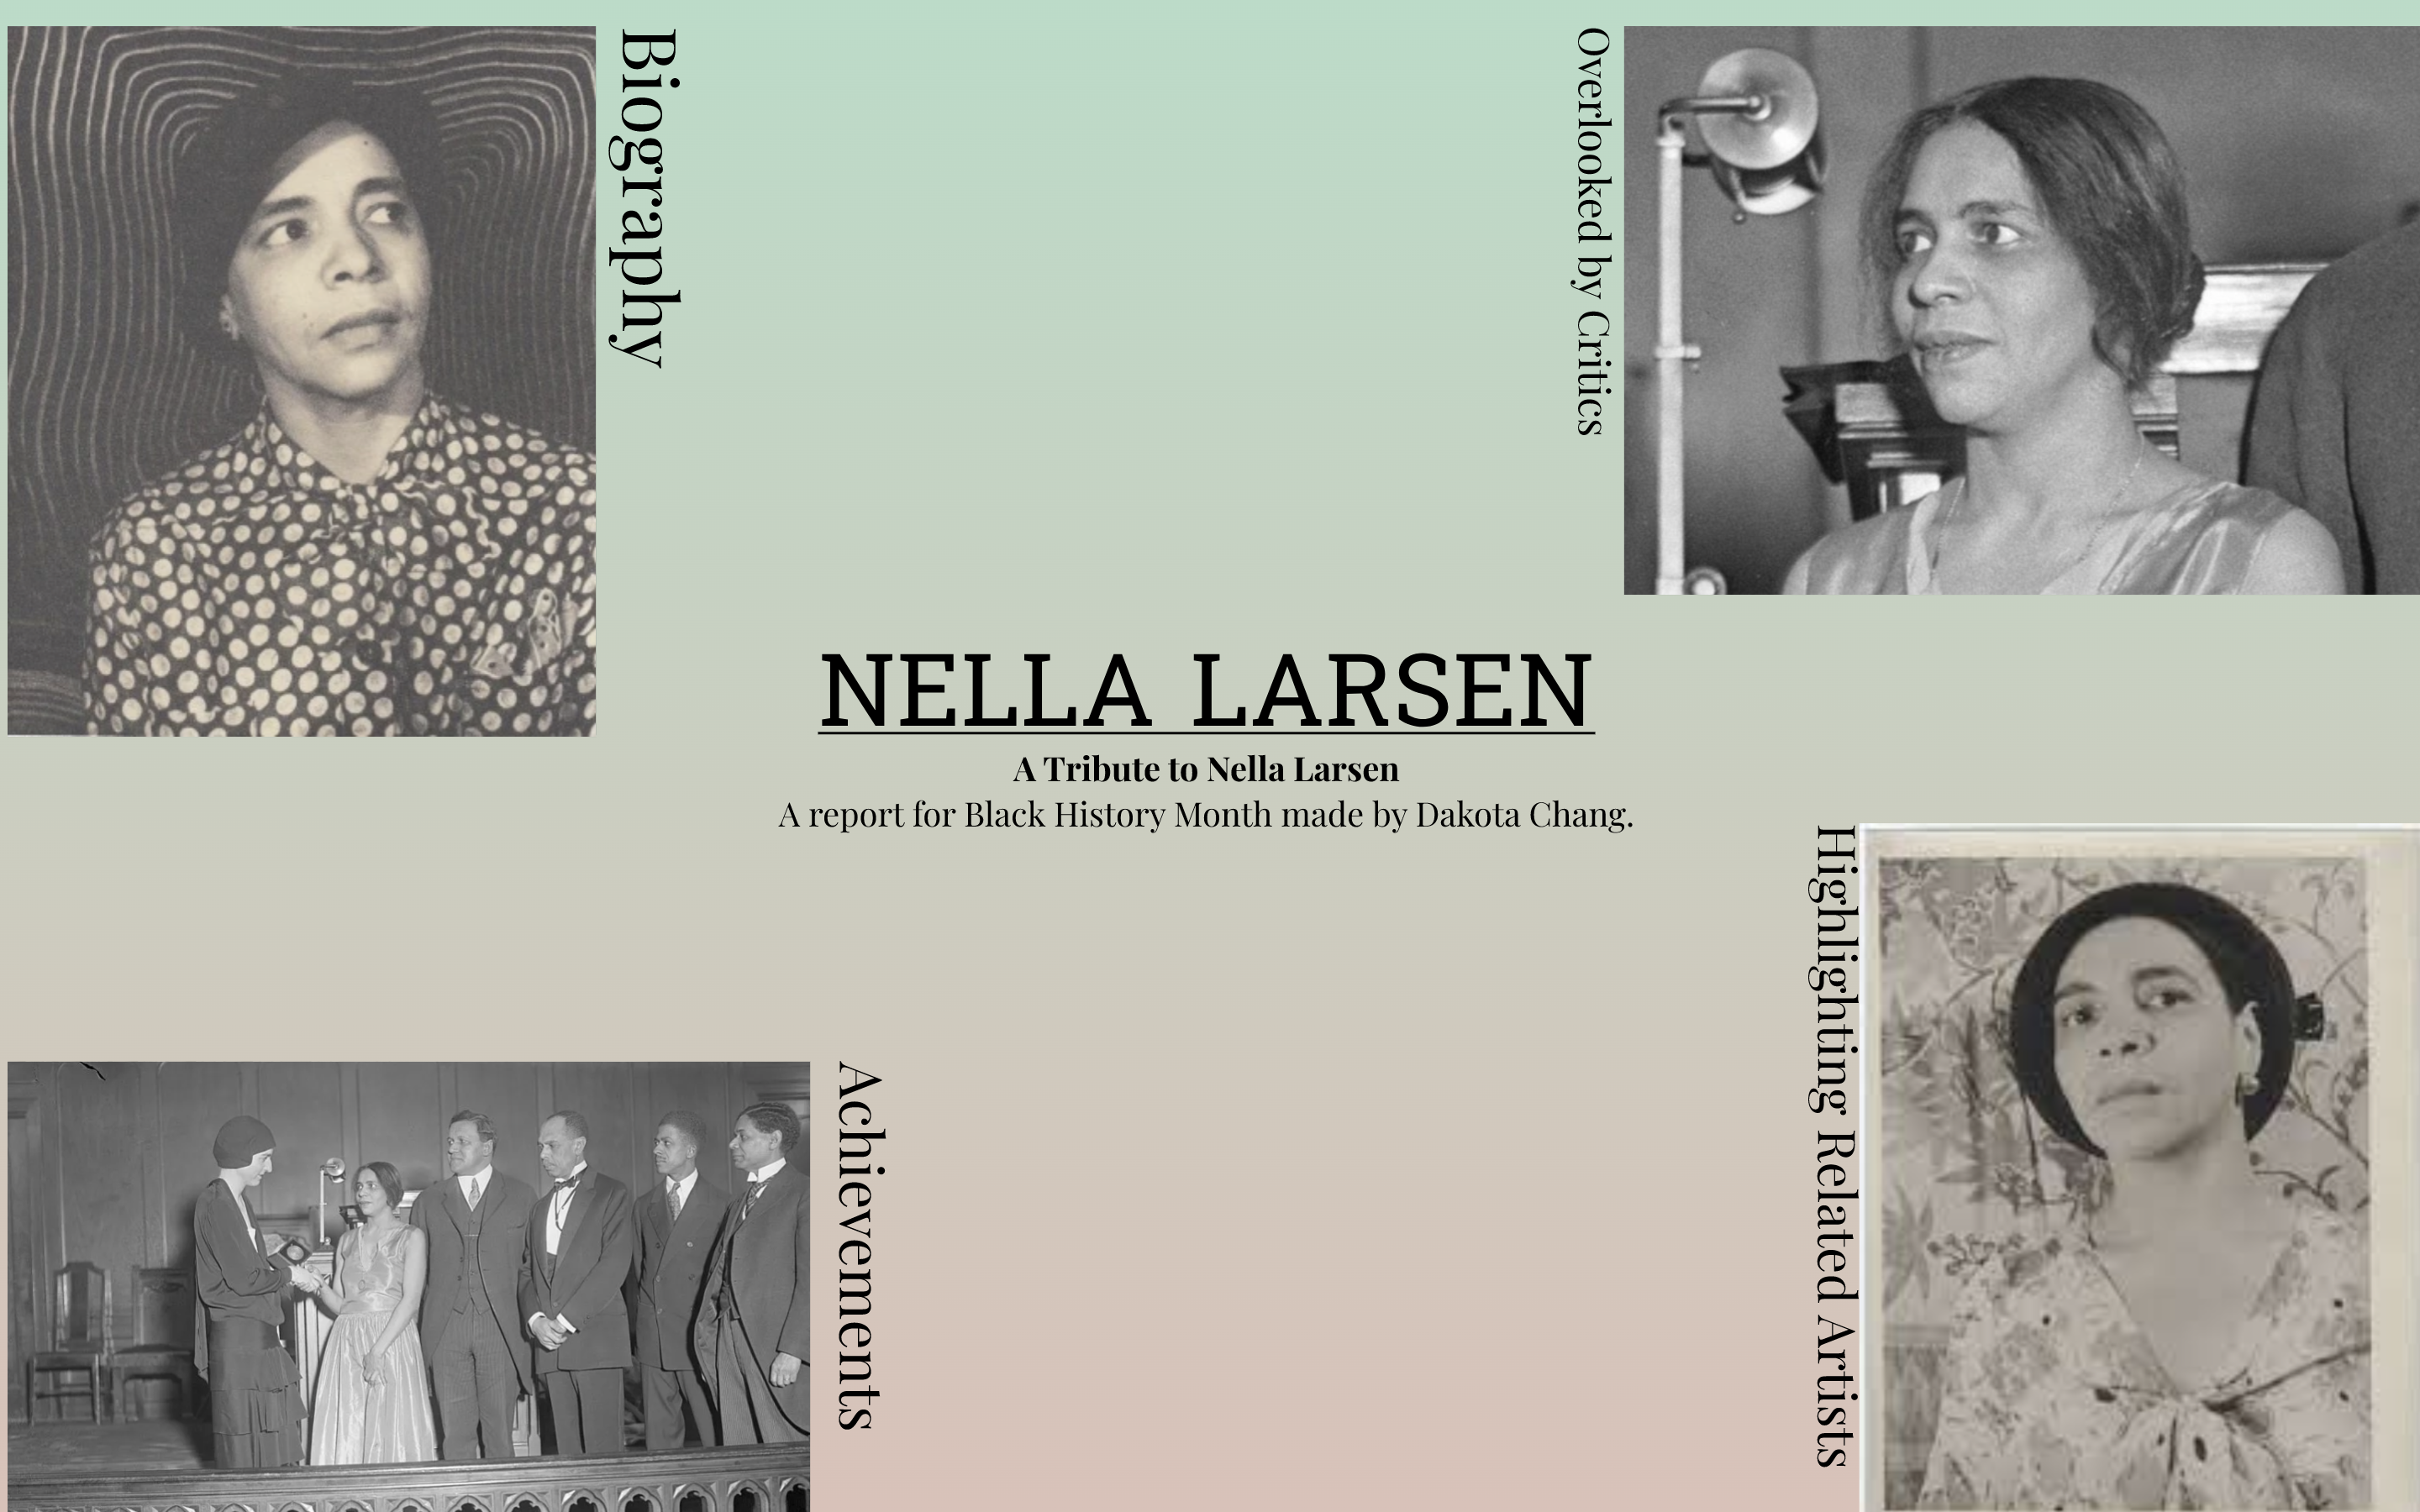 Biography
Overlooked by Critics
NELLA LARSEN
A Tribute to Nella Larsen
A report for Black History Month made by Dakota Chang.
Achievements
Highlighting Related Artists